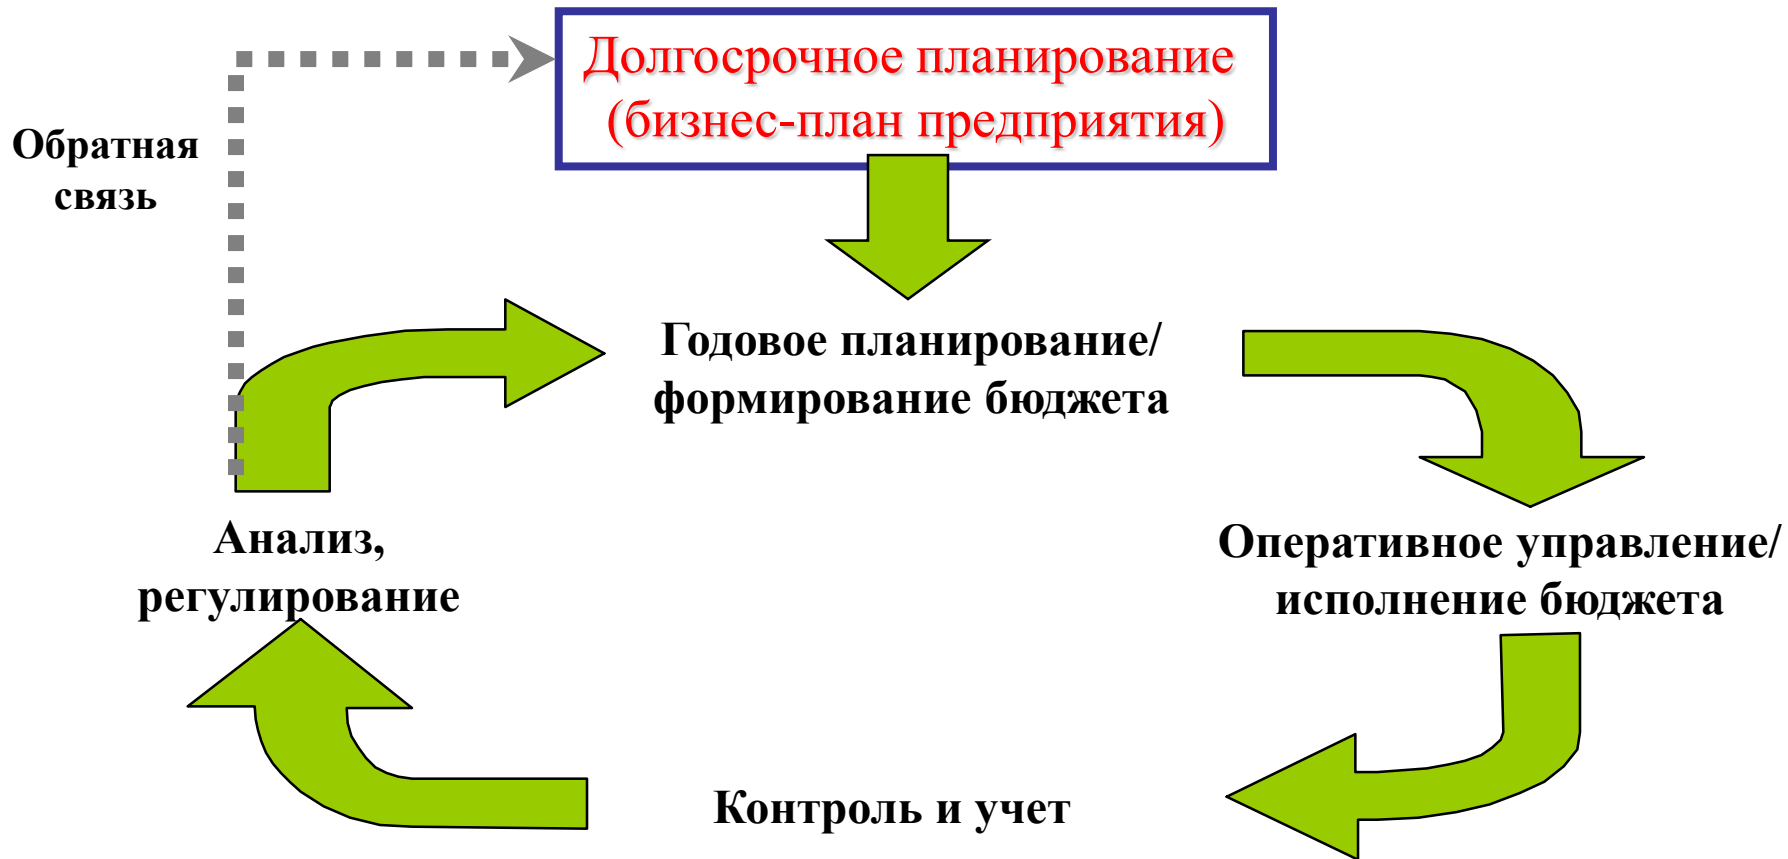 Долгосрочное планирование
(бизнес-план предприятия)
Обратная
связь
Годовое планирование/
формирование бюджета
Анализ,
регулирование
Оперативное управление/
исполнение бюджета
Контроль и учет